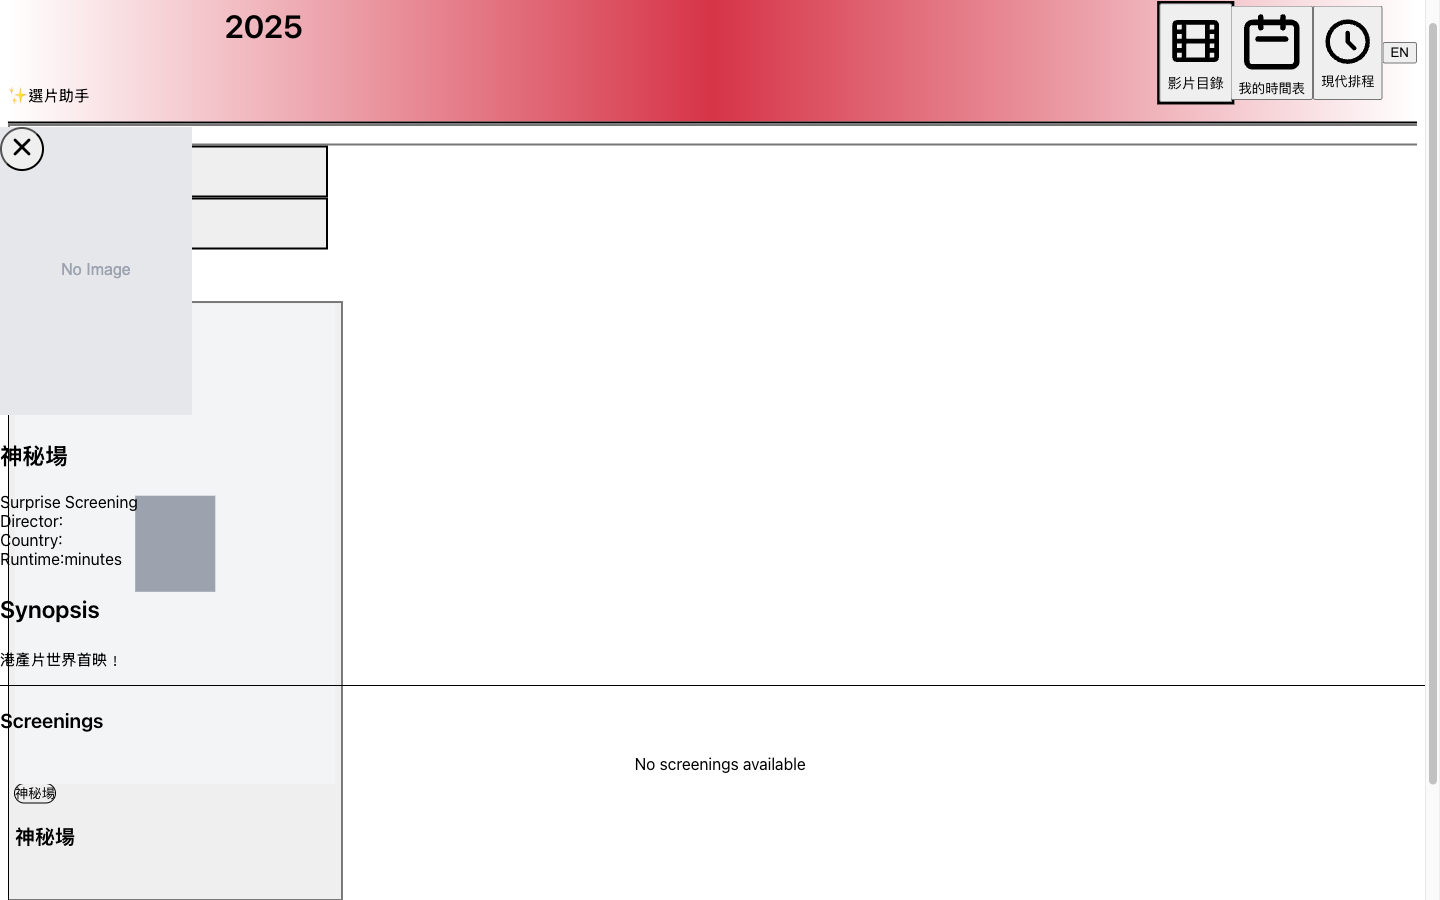 2025
✨選片助手
影片目錄
我的時間表
現代排程
EN
No Image
神秘場
Surprise Screening
Director:
Country:
Runtime:minutes
Synopsis
港產片世界首映！
Screenings
No screenings available
神秘場
神秘場